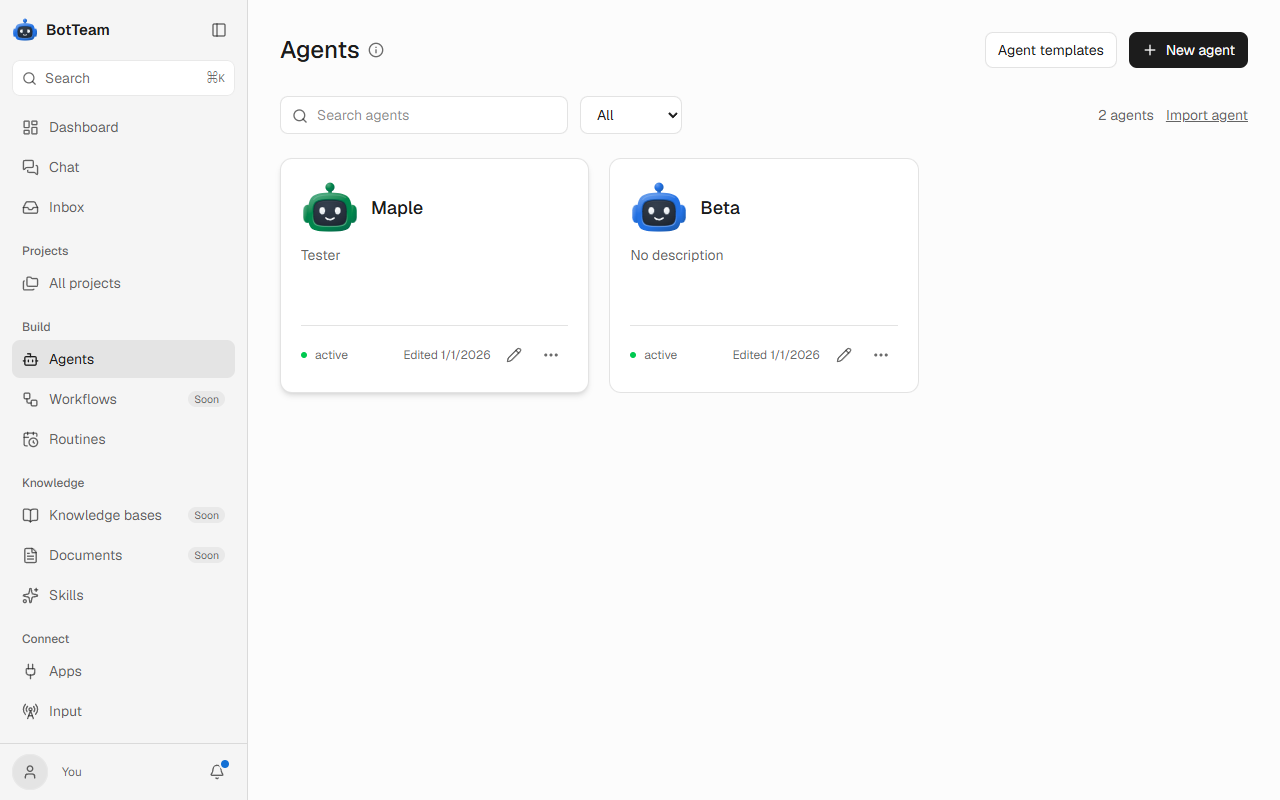 BotTeam
Search ⌘K
Dashboard
Chat
Inbox
Projects
All projects
Build
Agents
Workflows Soon
Routines
Knowledge
Knowledge bases Soon
Documents Soon
Skills
Connect
Apps
Input
You
Agents
Agent templates
New agent
Search agents
All
2 agents Import agent
Maple
Tester
active Edited 1/1/2026
Beta
No description
active Edited 1/1/2026